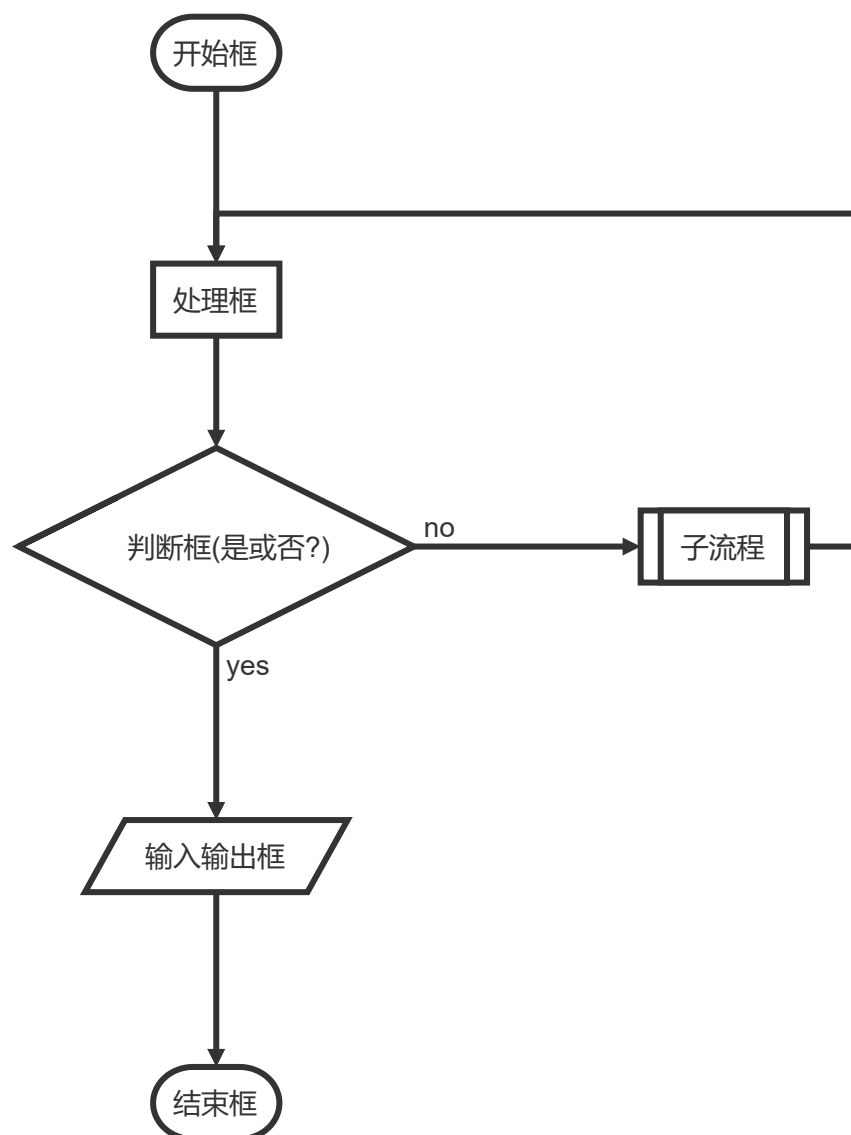 开始框
处理框
判断框(是或否?)
no
子流程
yes
输入输出框
结束框